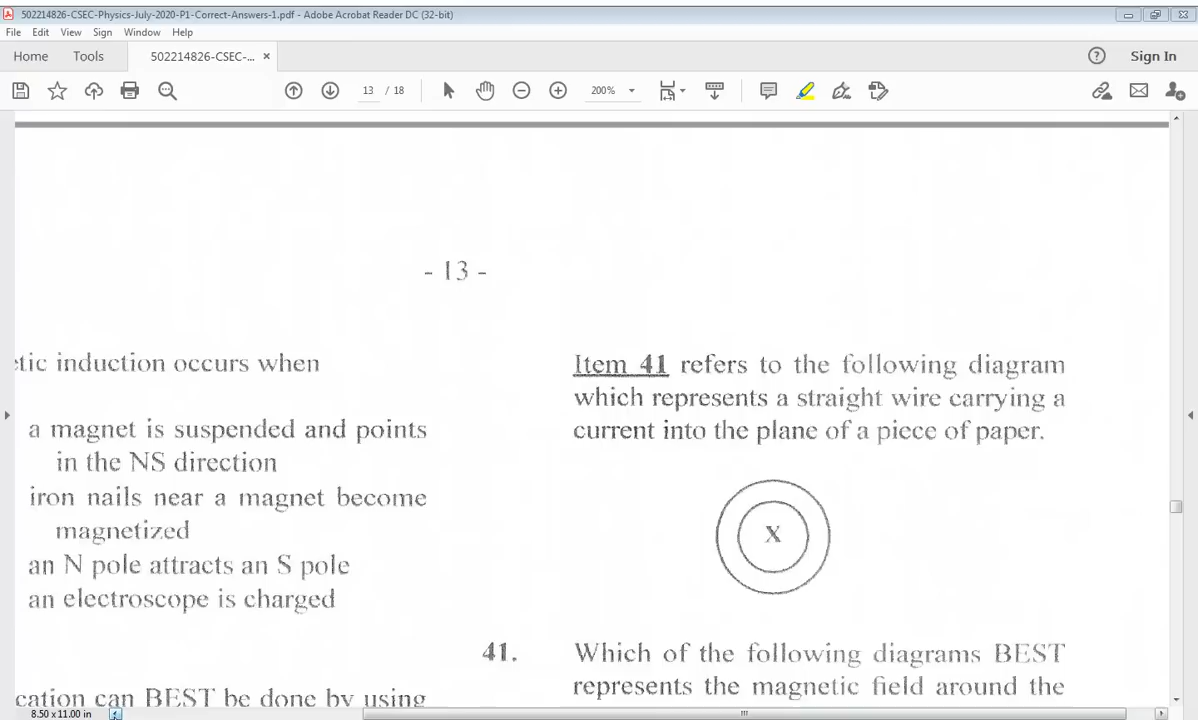 502214826-CSEC-Physics-July-2020-P1-Correct-Answers-1.pdf - Adobe Acrobat Reader DC (32-bit)
File Edit View Sign Window Help
Home Tools 502214826-CSEC-... × ? Sign In
13 / 18 200%
- 13 -
etic induction occurs when
a magnet is suspended and points
in the NS direction
iron nails near a magnet become
magnetized
an N pole attracts an S pole
an electroscope is charged
cation can BEST be done by using
Item 41 refers to the following diagram
which represents a straight wire carrying a
current into the plane of a piece of paper.
X
41. Which of the following diagrams BEST
represents the magnetic field around the
8.50 x 11.00 in